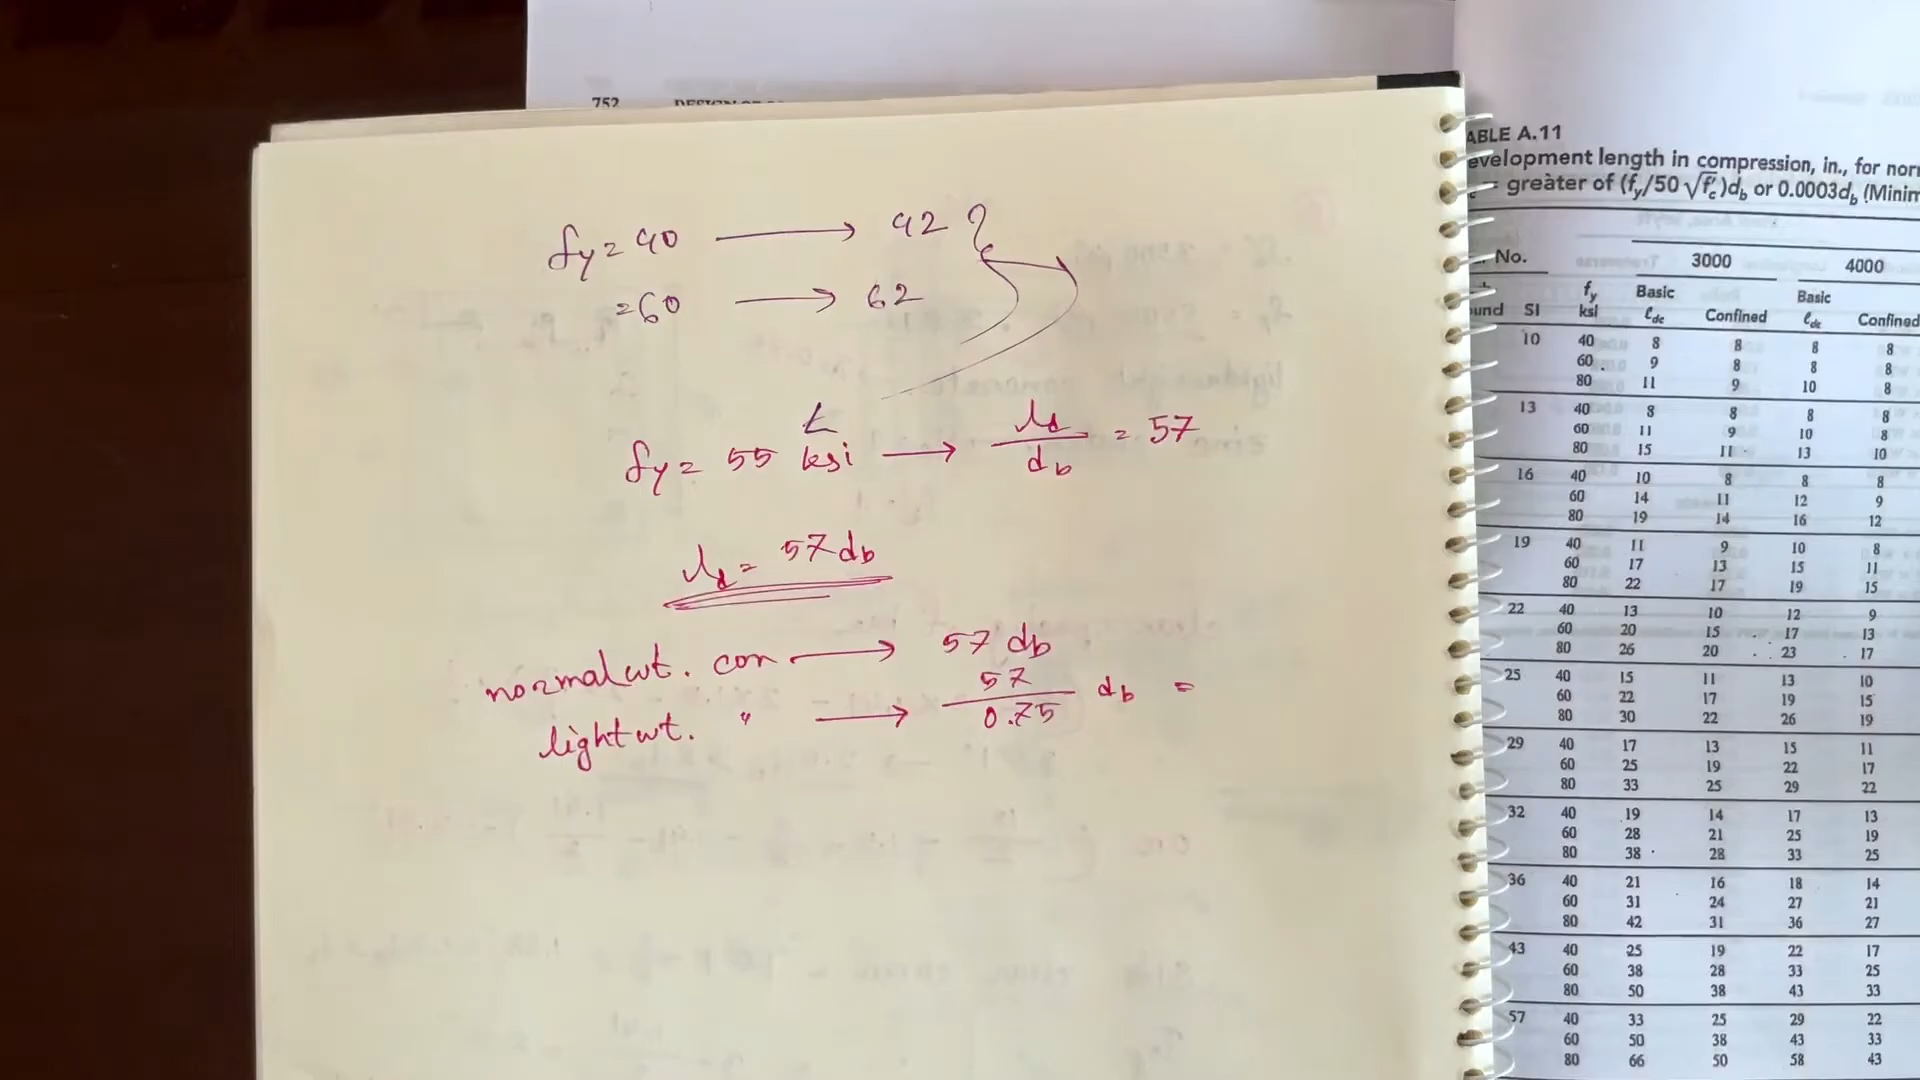 752
fy = 40 → 42 }
= 60 → 62
fy = 55 ksi → ld/db = 57
ld = 57 db
normal wt. con → 57 db
light wt. " → 57/0.75 db =
ABLE A.11
evelopment length in compression, in., for nor
= greater of (fy/50 √f′c)db or 0.0003db (Minim
No. 3000 4000
fy Basic Basic
und SI ksi ℓdc Confined ℓdc Confined
10 40 8 8 8 8
60 9 8 8 8
80 11 9 10 8
13 40 8 8 8 8
60 11 9 10 8
80 15 11 13 10
16 40 10 8 8 8
60 14 11 12 9
80 19 14 16 12
19 40 11 9 10 8
60 17 13 15 11
80 22 17 19 15
22 40 13 10 12 9
60 20 15 17 13
80 26 20 23 17
25 40 15 11 13 10
60 22 17 19 15
80 30 22 26 19
29 40 17 13 15 11
60 25 19 22 17
80 33 25 29 22
32 40 19 14 17 13
60 28 21 25 19
80 38 28 33 25
36 40 21 16 18 14
60 31 24 27 21
80 42 31 36 27
43 40 25 19 22 17
60 38 28 33 25
80 50 38 43 33
57 40 33 25 29 22
60 50 38 43 33
80 66 50 58 43